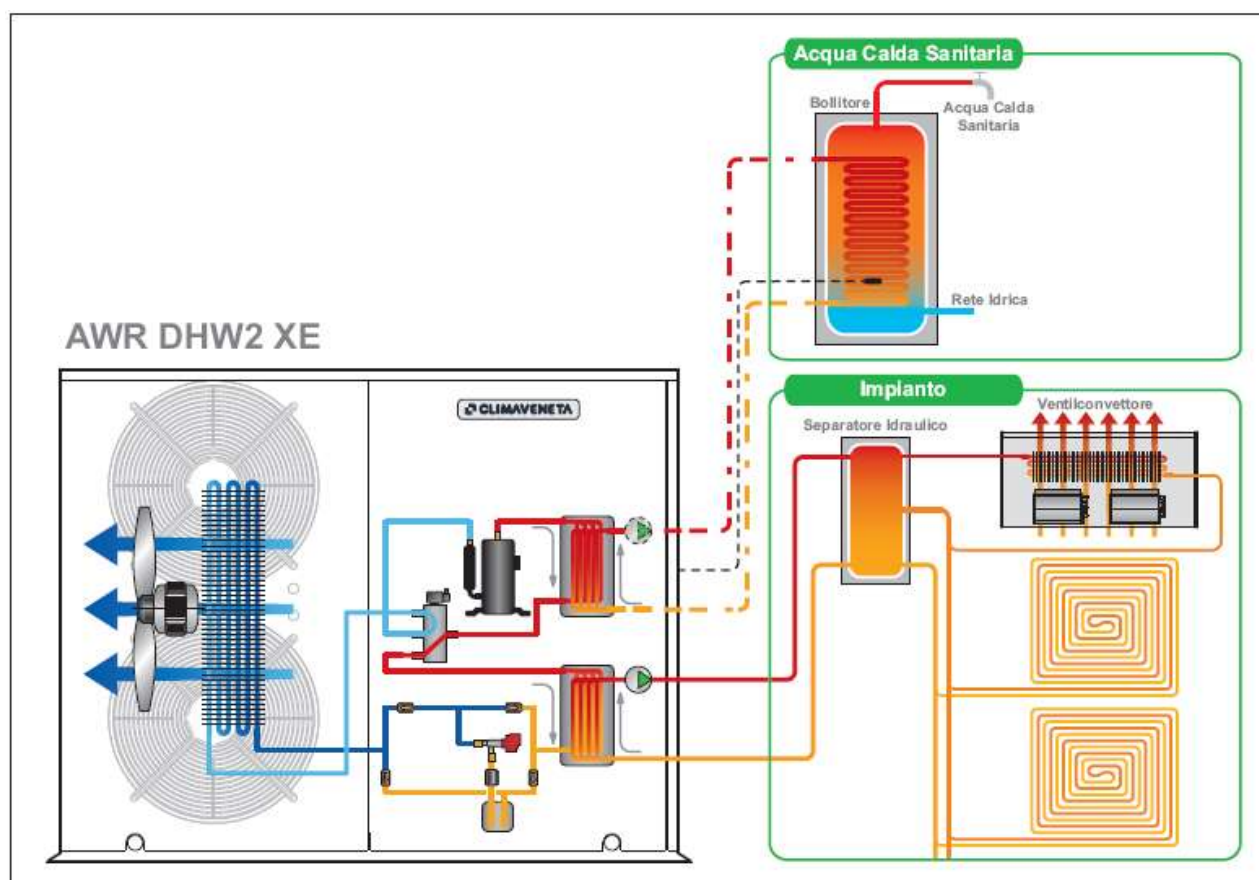 Acqua Calda Sanitaria
Bollitore
Acqua Calda
Sanitaria
Rete Idrica
AWR DHW2 XE
CLIMAVENETA
Impianto
Ventilconvettore
Separatore Idraulico